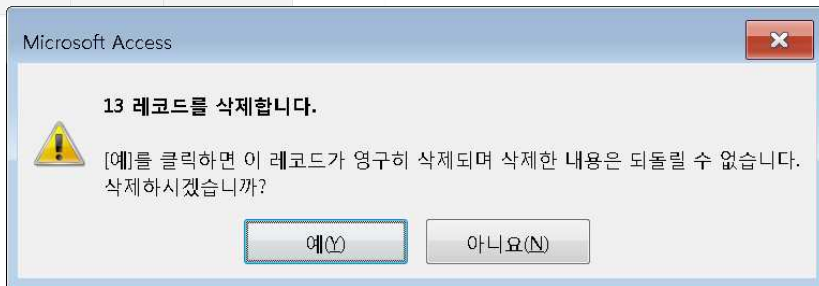 Microsoft Access
13 레코드를 삭제합니다.
[예]를 클릭하면 이 레코드가 영구히 삭제되며 삭제한 내용은 되돌릴 수 없습니다.
삭제하시겠습니까?
예(Y)
아니요(N)